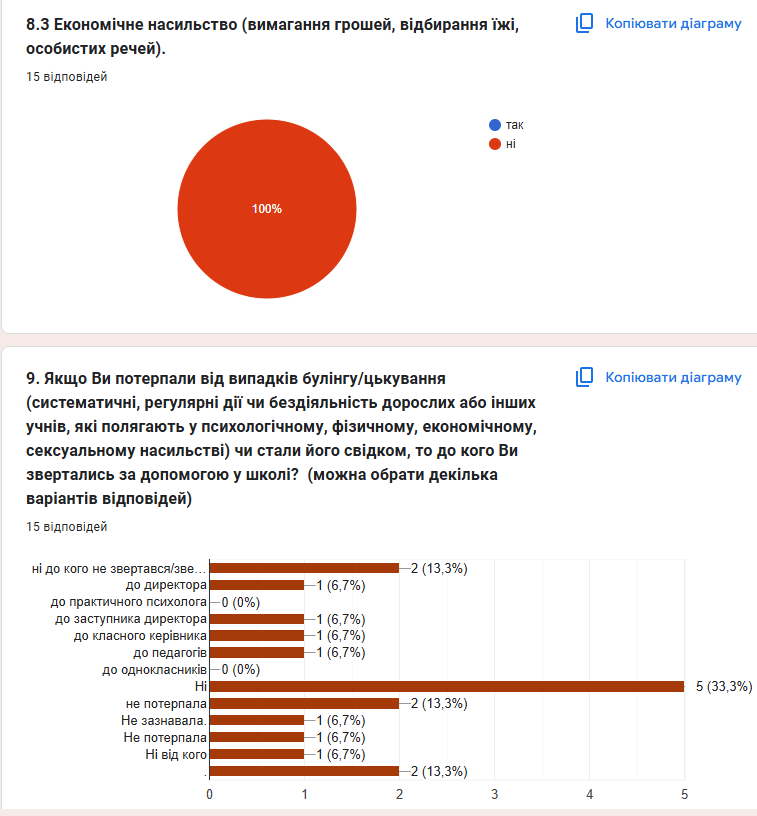 8.3 Економічне насильство (вимагання грошей, відбирання їжі,
особистих речей).
Копіювати діаграму
15 відповідей
так
ні
100%
9. Якщо Ви потерпали від випадків булінгу/цькування
(систематичні, регулярні дії чи бездіяльність дорослих або інших
учнів, які полягають у психологічному, фізичному, економічному,
сексуальному насильстві) чи стали його свідком, то до кого Ви
звертались за допомогою у школі? (можна обрати декілька
варіантів відповідей)
Копіювати діаграму
15 відповідей
ні до кого не звертався/зве… 2 (13,3%)
до директора 1 (6,7%)
до практичного психолога 0 (0%)
до заступника директора 1 (6,7%)
до класного керівника 1 (6,7%)
до педагогів 1 (6,7%)
до однокласників 0 (0%)
Ні 5 (33,3%)
не потерпала 2 (13,3%)
Не зазнавала. 1 (6,7%)
Не потерпала 1 (6,7%)
Ні від кого 1 (6,7%)
. 2 (13,3%)
0 1 2 3 4 5